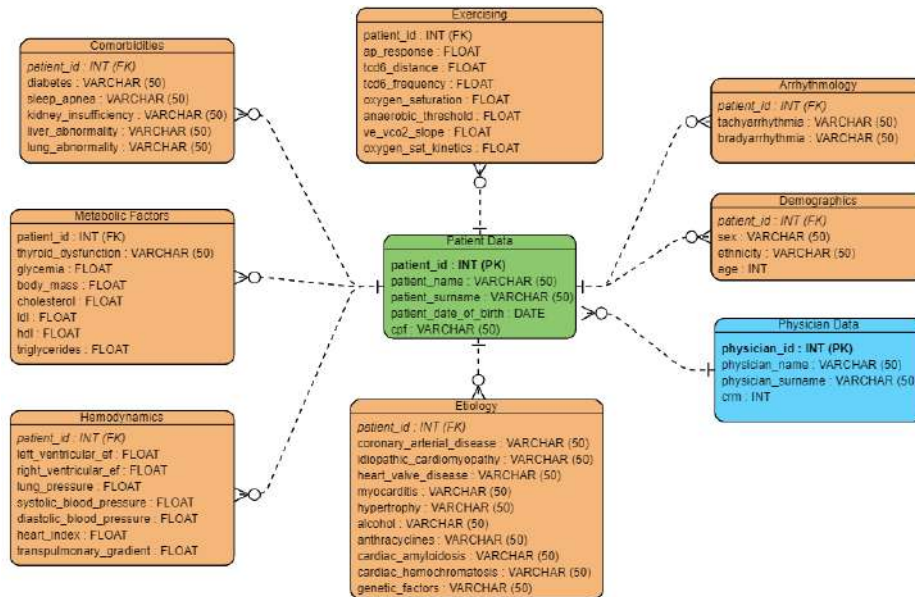 Comorbidities
patient_id : INT (FK)
diabetes : VARCHAR (50)
sleep_apnea : VARCHAR (50)
kidney_insufficiency : VARCHAR (50)
liver_abnormality : VARCHAR (50)
lung_abnormality : VARCHAR (50)
Exercising
patient_id : INT (FK)
ap_response : FLOAT
tcd6_distance : FLOAT
tcd6_frequency : FLOAT
oxygen_saturation : FLOAT
anaerobic_threshold : FLOAT
ve_vco2_slope : FLOAT
oxygen_sat_kinetics : FLOAT
Arrhythmology
patient_id : INT (FK)
tachyarrhythmia : VARCHAR (50)
bradyarrhythmia : VARCHAR (50)
Metabolic Factors
patient_id : INT (FK)
thyroid_dysfunction : VARCHAR (50)
glycemia : FLOAT
body_mass : FLOAT
cholesterol : FLOAT
ldl : FLOAT
hdl : FLOAT
triglycerides : FLOAT
Patient Data
patient_id : INT (PK)
patient_name : VARCHAR (50)
patient_surname : VARCHAR (50)
patient_date_of_birth : DATE
cpf : VARCHAR (50)
Demographics
patient_id : INT (FK)
sex : VARCHAR (50)
ethnicity : VARCHAR (50)
age : INT
Physician Data
physician_id : INT (PK)
physician_name : VARCHAR (50)
physician_surname : VARCHAR (50)
crm : INT
Hemodynamics
patient_id : INT (FK)
left_ventricular_ef : FLOAT
right_ventricular_ef : FLOAT
lung_pressure : FLOAT
systolic_blood_pressure : FLOAT
diastolic_blood_pressure : FLOAT
heart_index : FLOAT
transpulmonary_gradient : FLOAT
Etiology
patient_id : INT (FK)
coronary_arterial_disease : VARCHAR (50)
idiopathic_cardiomyopathy : VARCHAR (50)
heart_valve_disease : VARCHAR (50)
myocarditis : VARCHAR (50)
hypertrophy : VARCHAR (50)
alcohol : VARCHAR (50)
anthracyclines : VARCHAR (50)
cardiac_amyloidosis : VARCHAR (50)
cardiac_hemochromatosis : VARCHAR (50)
genetic_factors : VARCHAR (50)